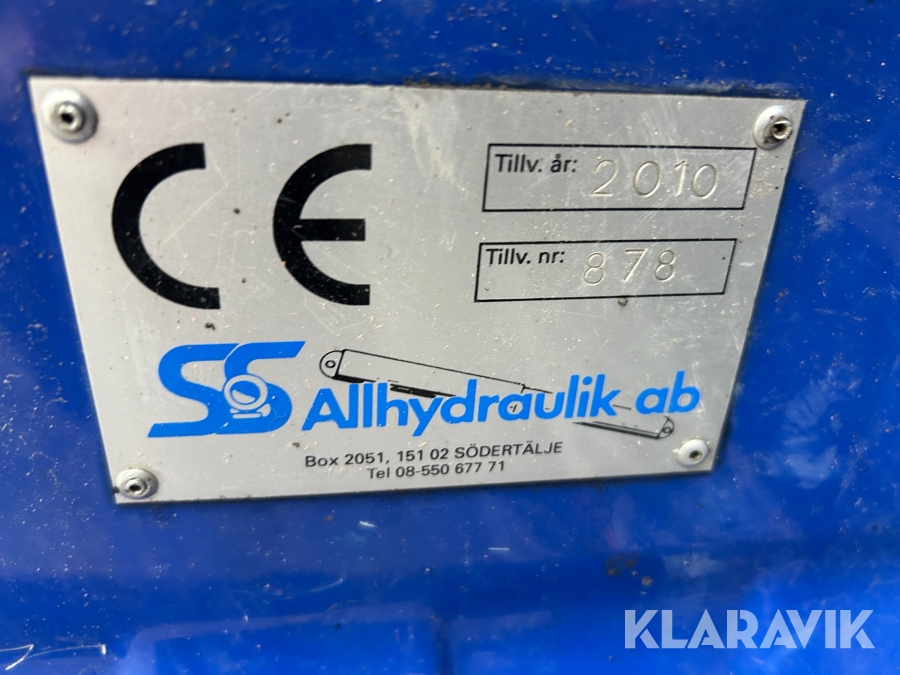 CE
Tillv. år: 2010
Tillv. nr: 878
SS Allhydraulik ab
Box 2051, 151 02 SÖDERTÄLJE
Tel 08-550 677 71
KLARAVIK